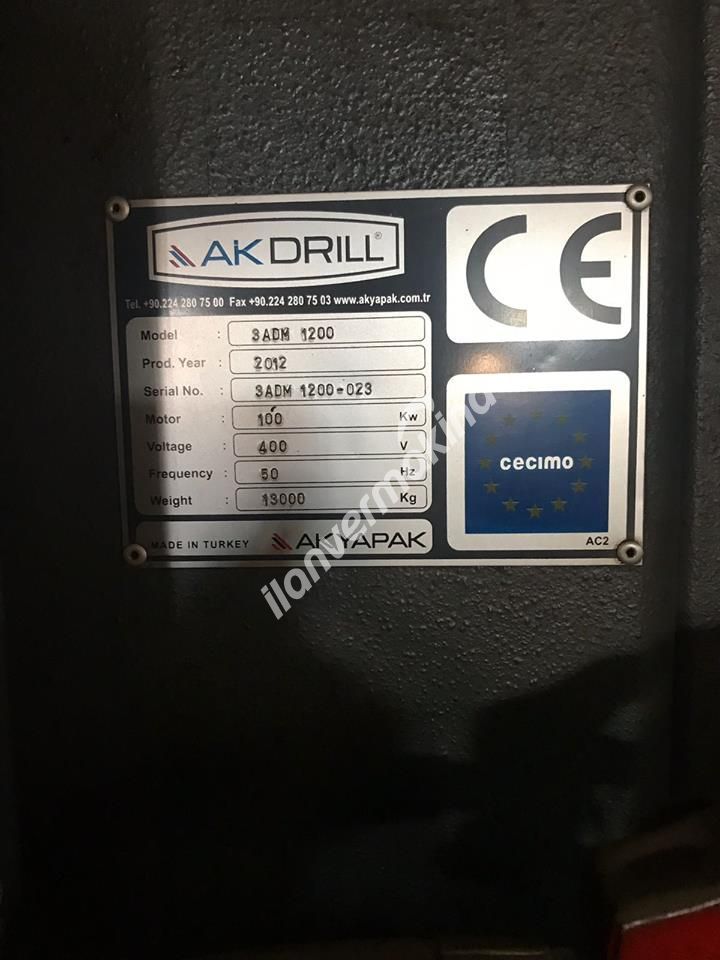 AKDRILL®
Tel. +90.224 280 75 00 Fax +90.224 280 75 03 www.akyapak.com.tr
Model : 3ADM 1200
Prod. Year : 2012
Serial No. : 3ADM 1200-023
Motor : 100 Kw
Voltage : 400 V
Frequency : 50 Hz
Weight : 13000 Kg
MADE IN TURKEY AKYAPAK
CE
cecimo
AC2
ilanvermakina